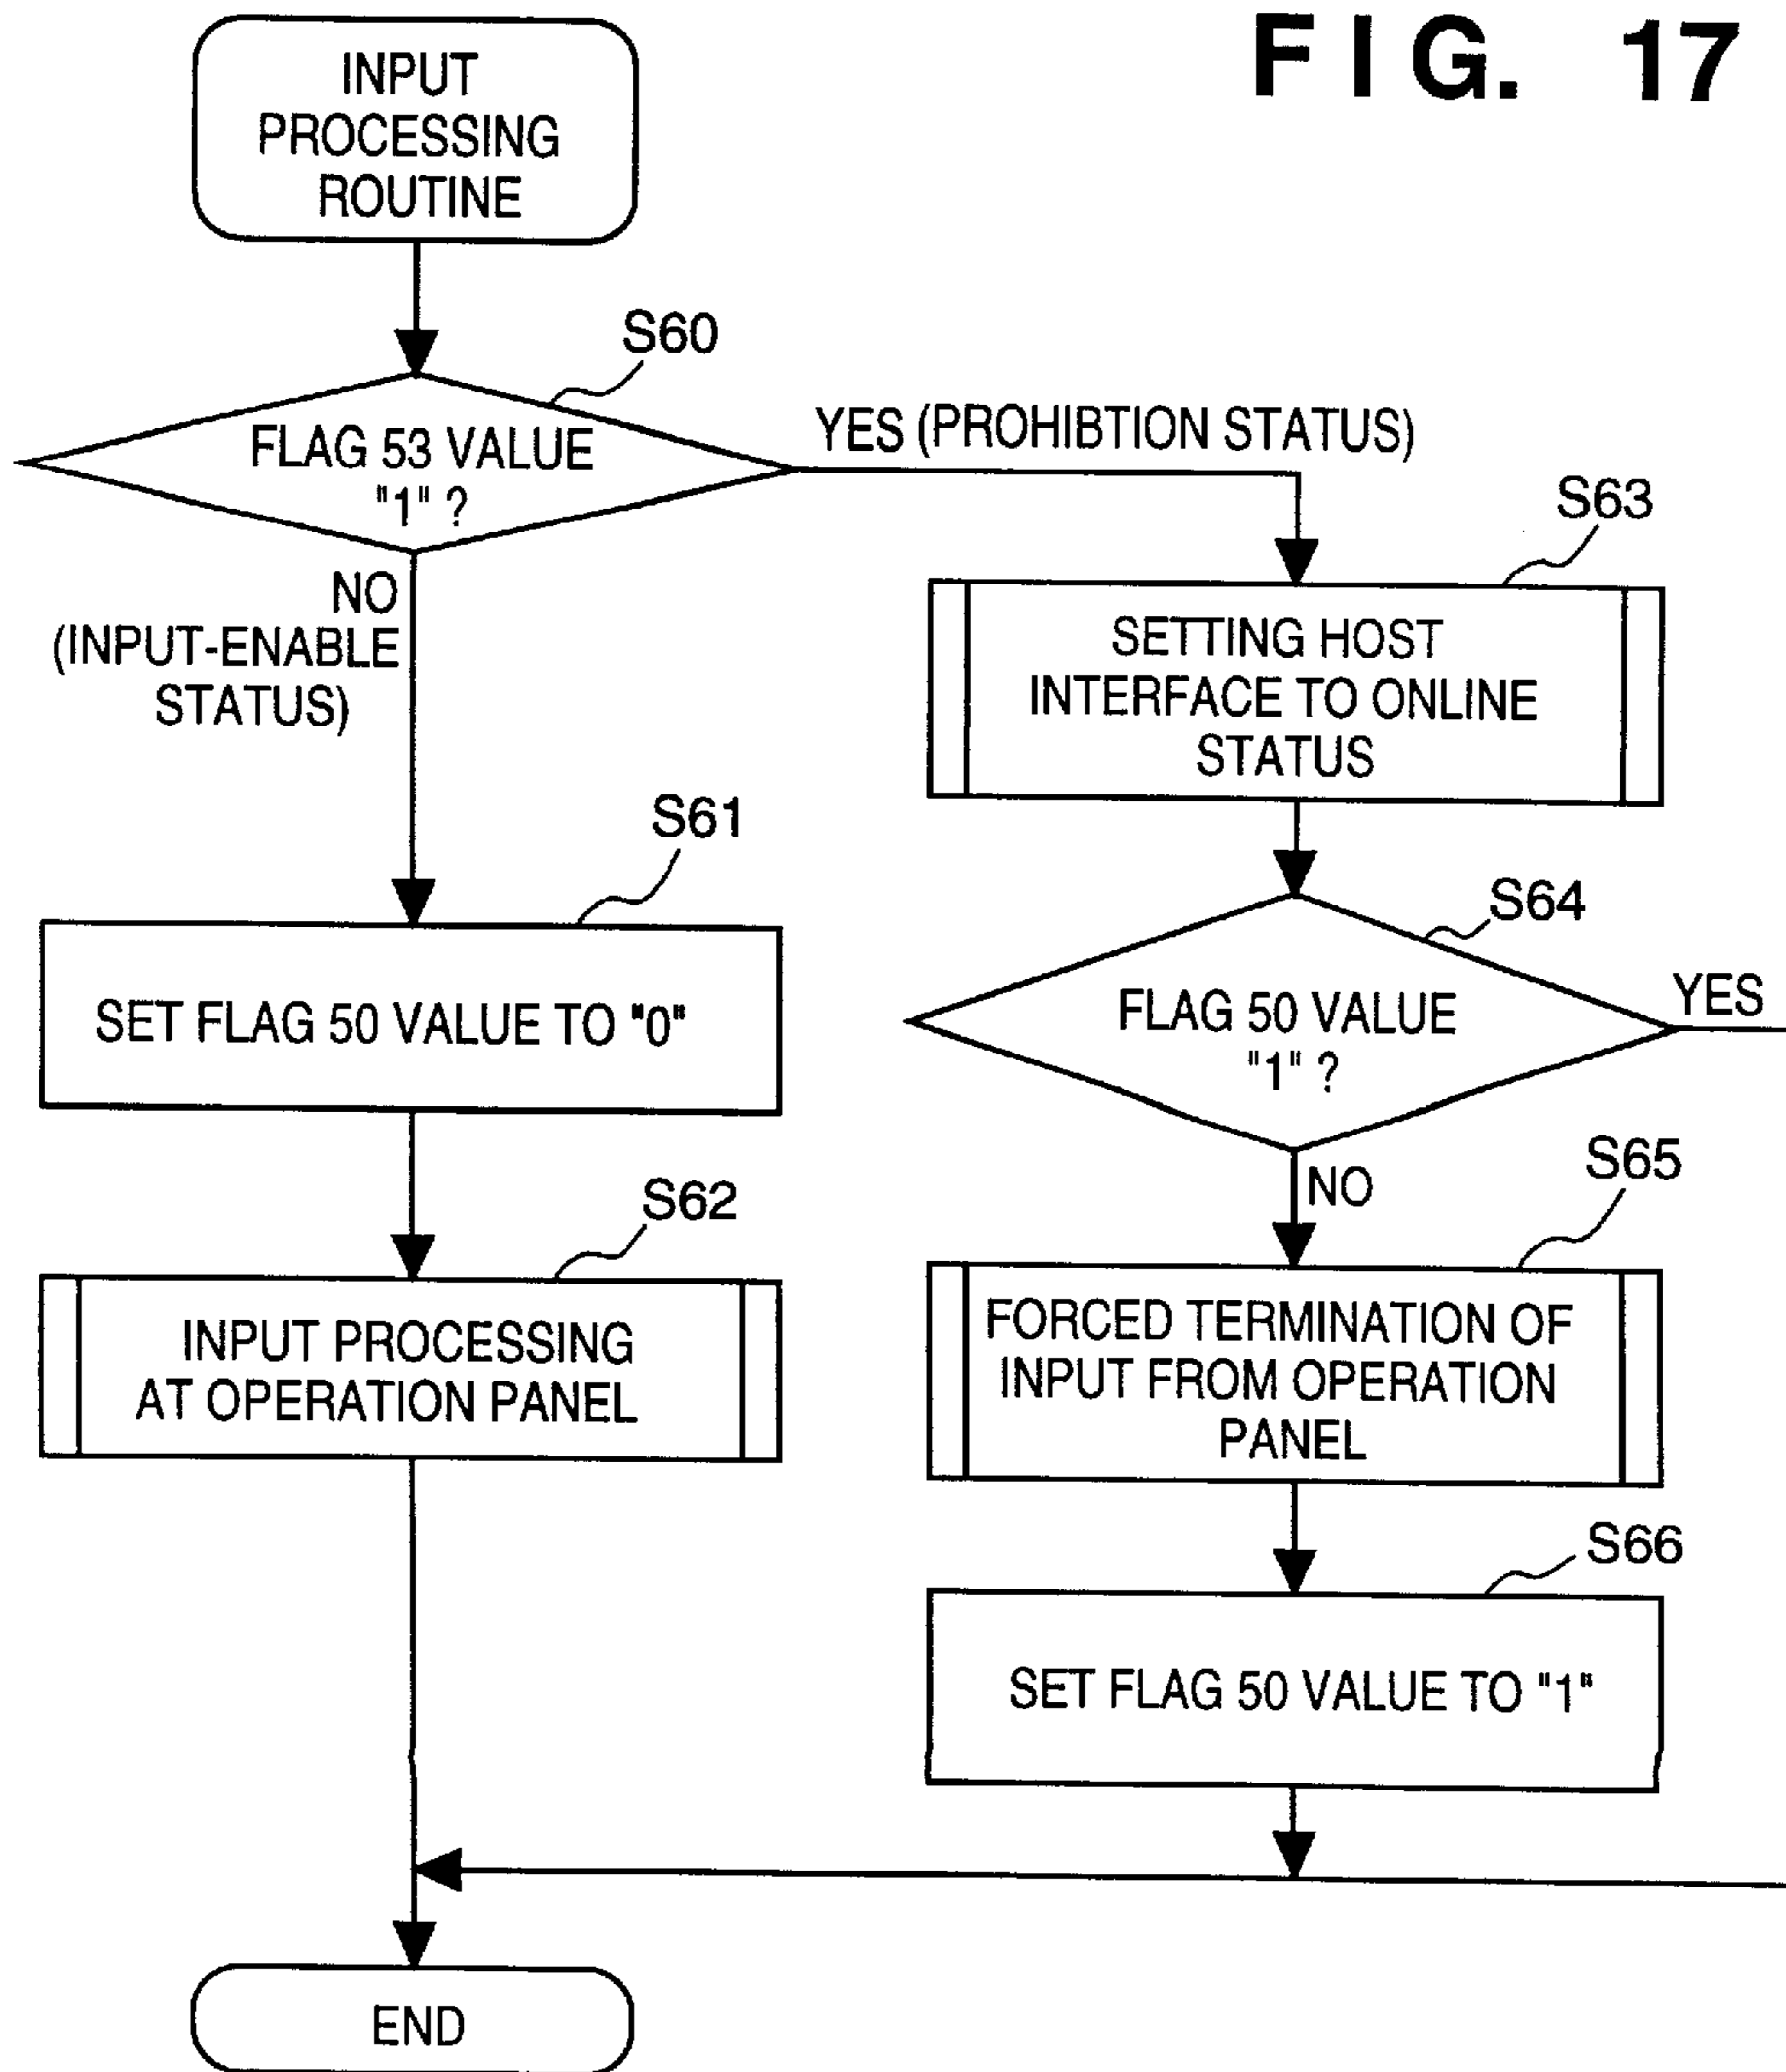 FIG. 17
INPUT
PROCESSING
ROUTINE
S60
FLAG 53 VALUE
"1" ?
YES (PROHIBTION STATUS)
NO
(INPUT-ENABLE
STATUS)
S63
SETTING HOST
INTERFACE TO ONLINE
STATUS
S61
SET FLAG 50 VALUE TO "0"
S64
FLAG 50 VALUE
"1" ?
YES
NO
S62
INPUT PROCESSING
AT OPERATION PANEL
S65
FORCED TERMINATION OF
INPUT FROM OPERATION
PANEL
S66
SET FLAG 50 VALUE TO "1"
END